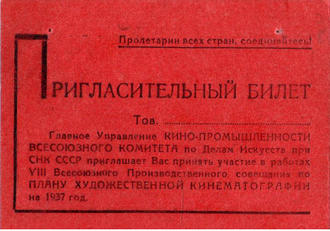 Пролетарии всех стран, соединяйтесь!
ПРИГЛАСИТЕЛЬНЫЙ БИЛЕТ
Тов.
Главное Управление КИНО-ПРОМЫШЛЕННОСТИ
ВСЕСОЮЗНОГО КОМИТЕТА по Делам Искусств при
СНК СССР приглашает Вас принять участие в работах
VIII Всесоюзного Производственного совещания по
ПЛАНУ ХУДОЖЕСТВЕННОЙ КИНЕМАТОГРАФИИ
на 1937 год.